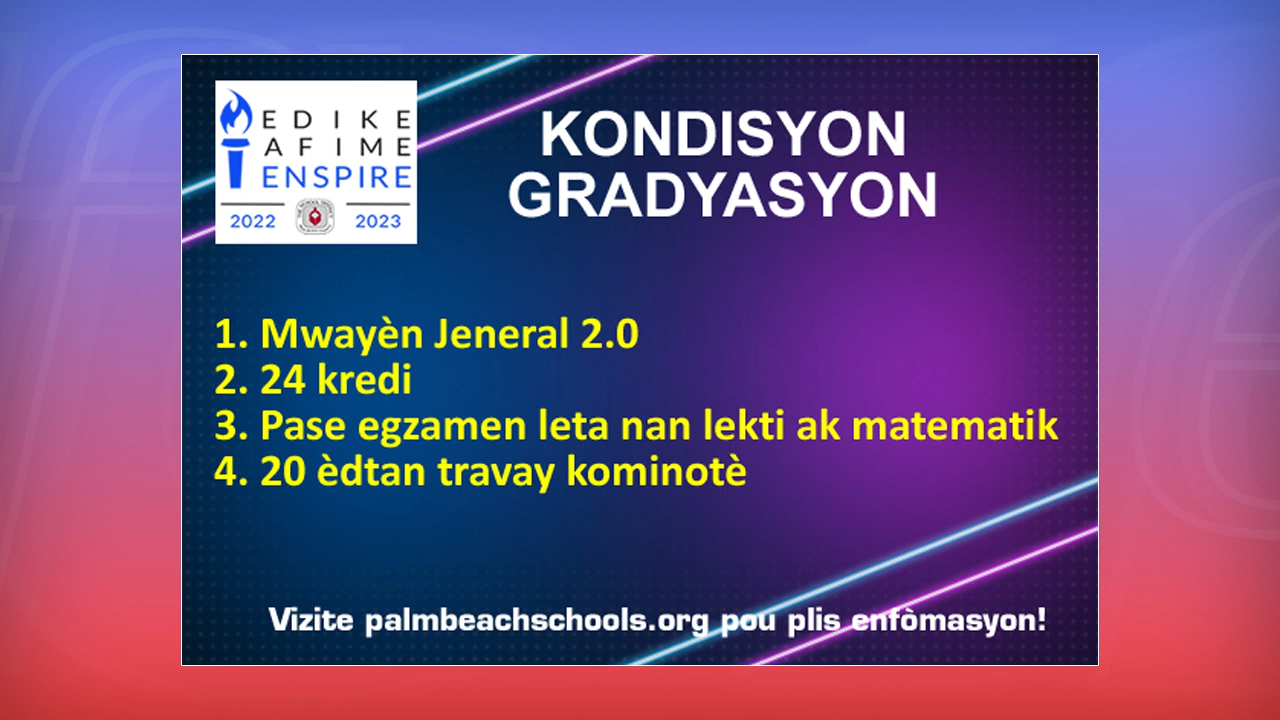 EDIKE
AFIME
ENSPIRE
2022 2023
KONDISYON
GRADYASYON
1. Mwayèn Jeneral 2.0
2. 24 kredi
3. Pase egzamen leta nan lekti ak matematik
4. 20 èdtan travay kominotè
Vizite palmbeachschools.org pou plis enfòmasyon!